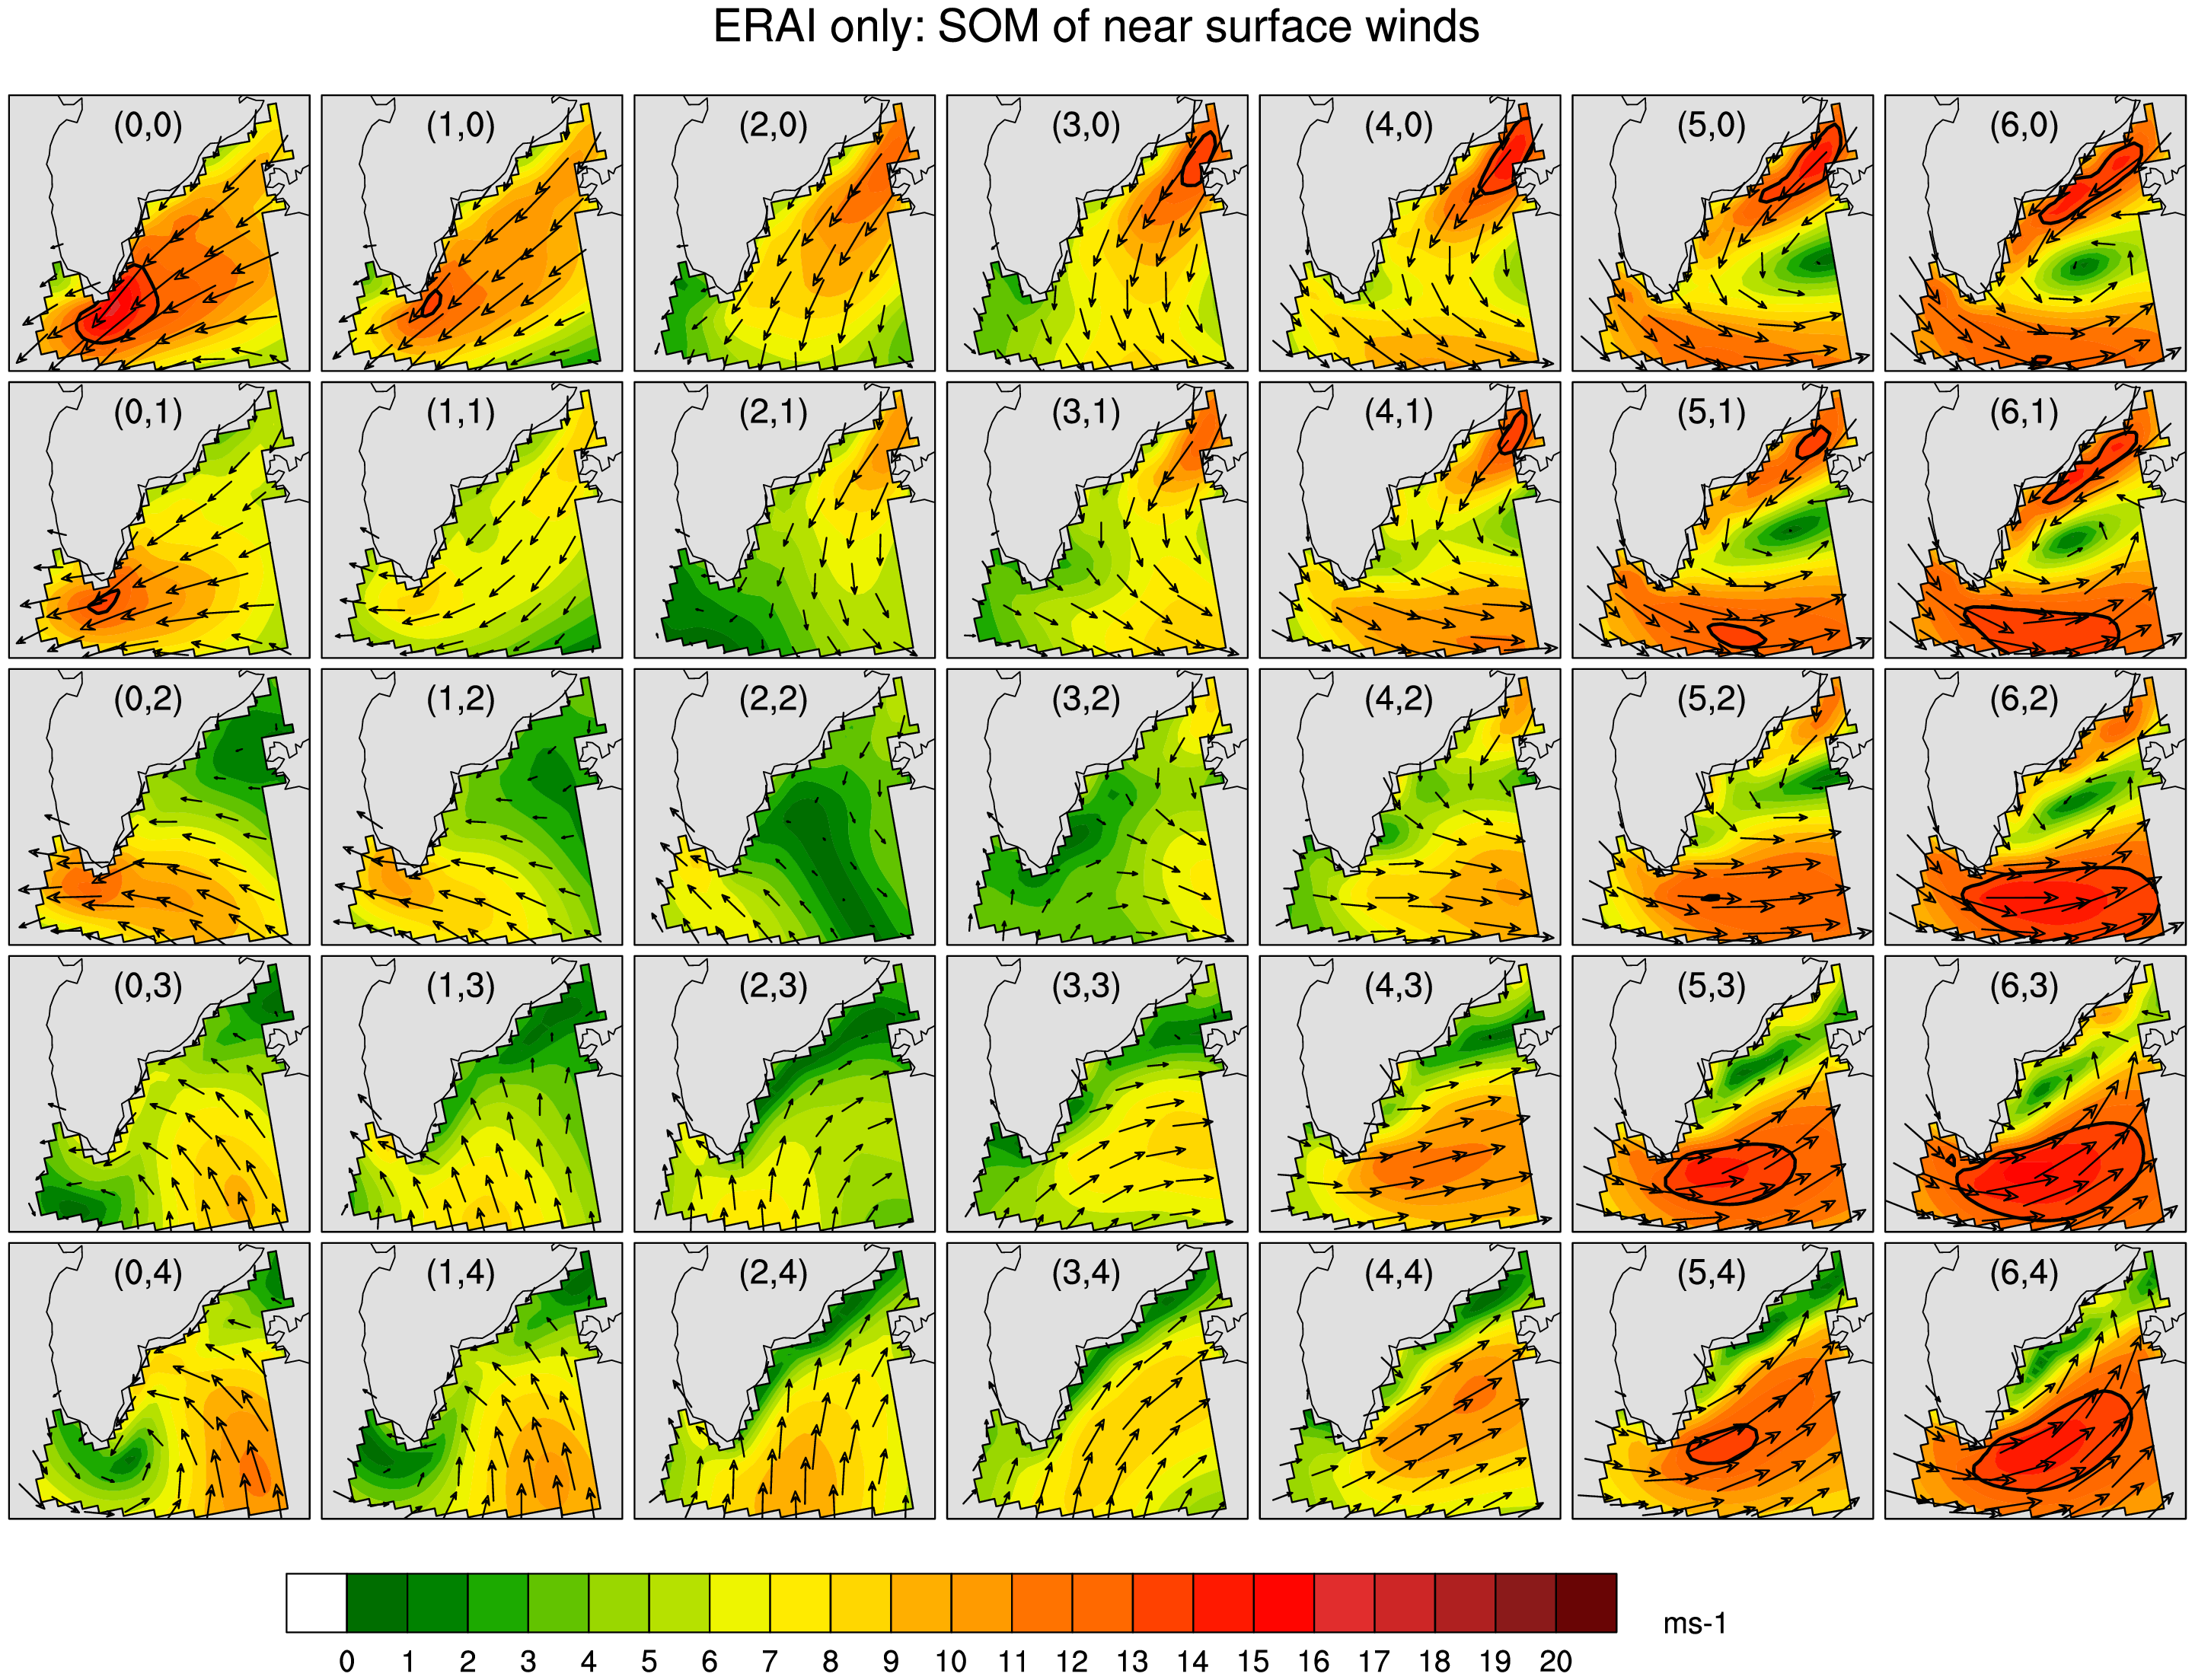 ERAI only: SOM of near surface winds
(0,0) (1,0) (2,0) (3,0) (4,0) (5,0) (6,0)
(0,1) (1,1) (2,1) (3,1) (4,1) (5,1) (6,1)
(0,2) (1,2) (2,2) (3,2) (4,2) (5,2) (6,2)
(0,3) (1,3) (2,3) (3,3) (4,3) (5,3) (6,3)
(0,4) (1,4) (2,4) (3,4) (4,4) (5,4) (6,4)
ms-1
0 1 2 3 4 5 6 7 8 9 10 11 12 13 14 15 16 17 18 19 20